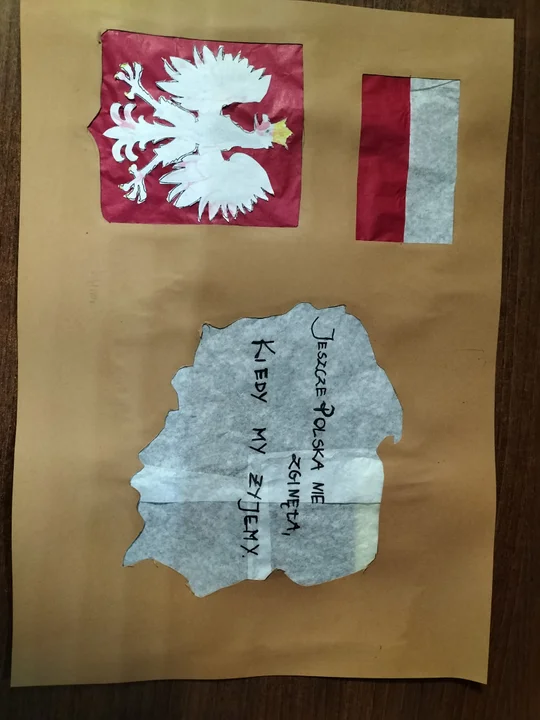 JESZCZE POLSKA NIE
ZGINĘŁA,
KIEDY MY ŻYJEMY.